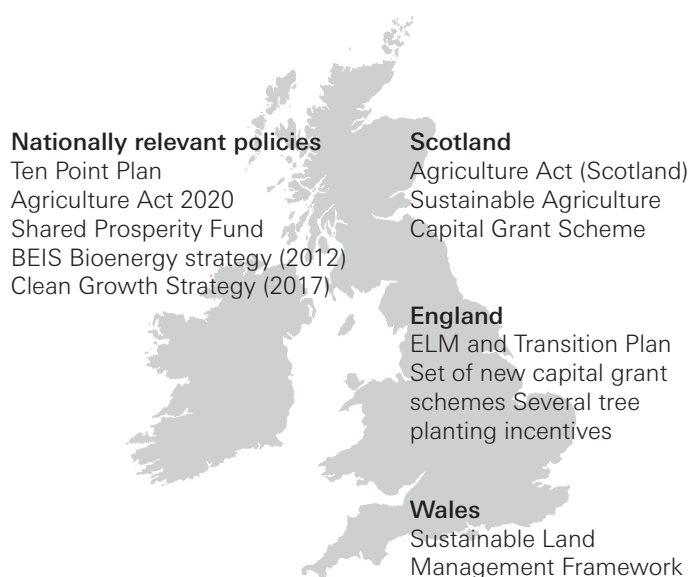 Nationally relevant policies
Ten Point Plan
Agriculture Act 2020
Shared Prosperity Fund
BEIS Bioenergy strategy (2012)
Clean Growth Strategy (2017)
Scotland
Agriculture Act (Scotland)
Sustainable Agriculture
Capital Grant Scheme
England
ELM and Transition Plan
Set of new capital grant
schemes Several tree
planting incentives
Wales
Sustainable Land
Management Framework